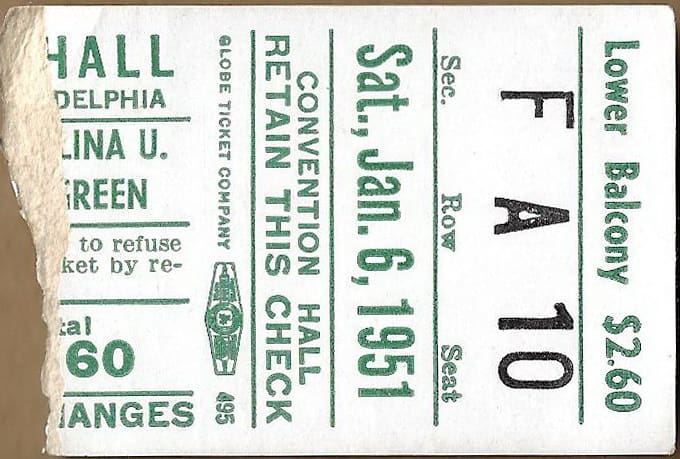 HALL
DELPHIA
LINA U.
GREEN
to refuse
ket by re-
tal
60
HANGES
GLOBE TICKET COMPANY 495
CONVENTION HALL
RETAIN THIS CHECK
Sat., Jan. 6, 1951
Sec. Row Seat
F A 10
Lower Balcony $2.60